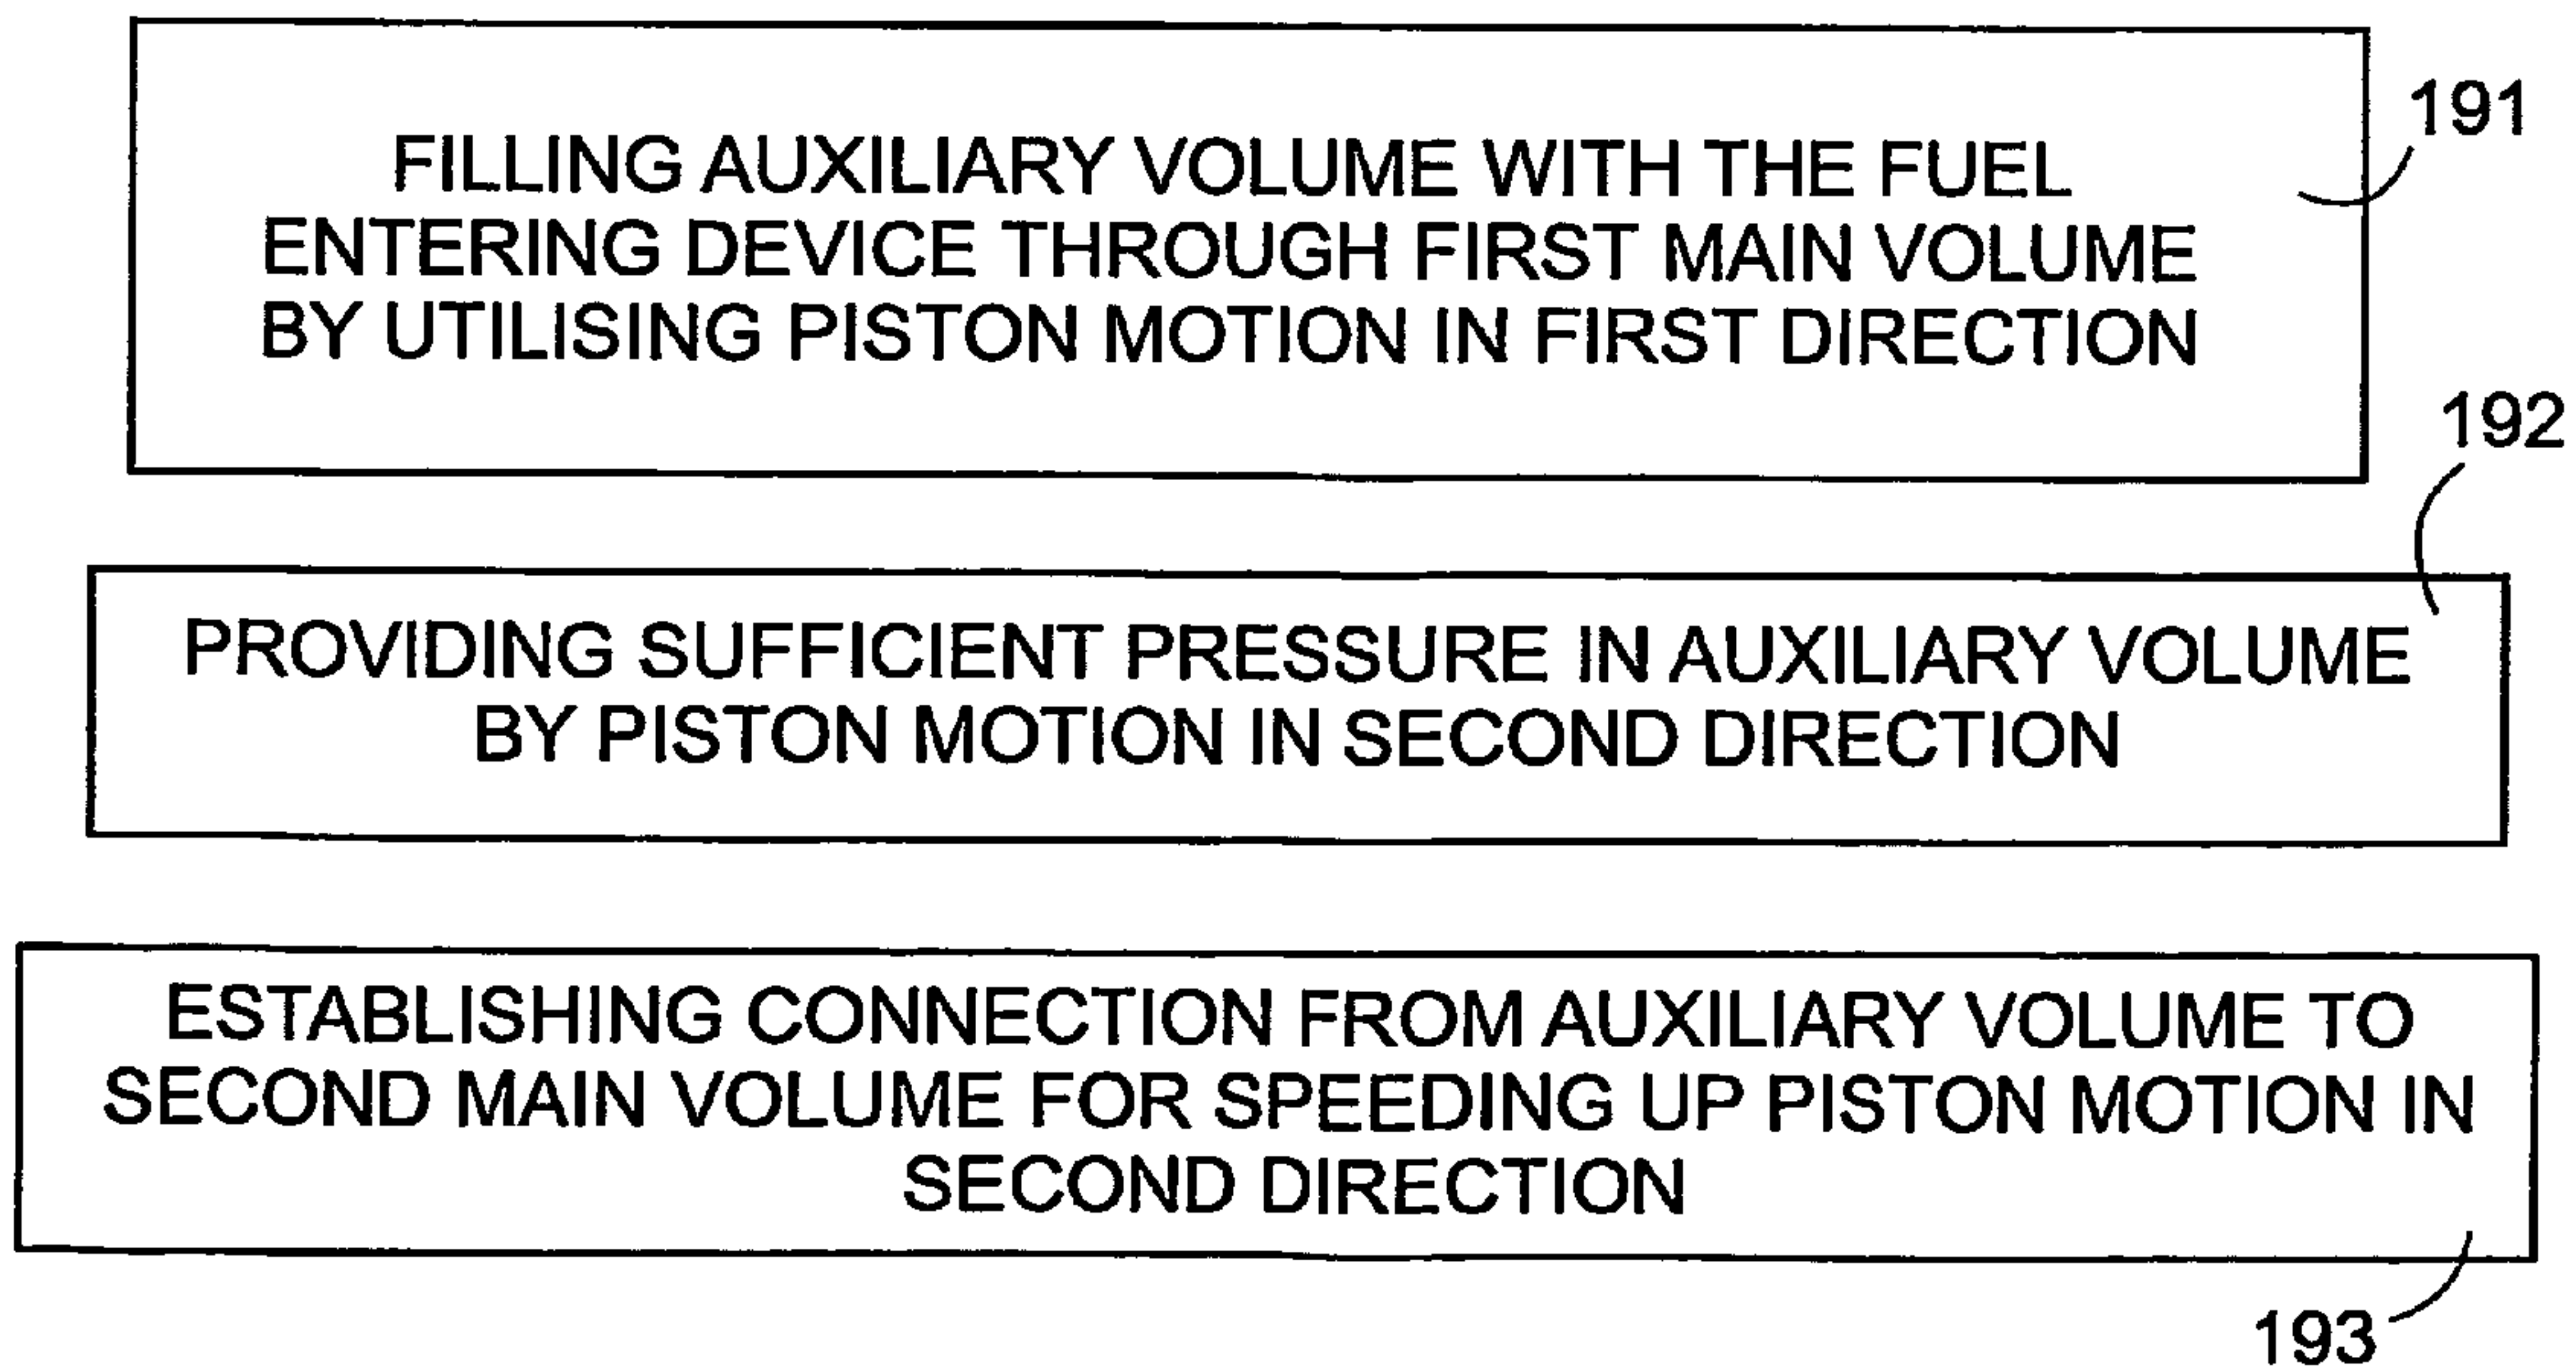 191
FILLING AUXILIARY VOLUME WITH THE FUEL
ENTERING DEVICE THROUGH FIRST MAIN VOLUME
BY UTILISING PISTON MOTION IN FIRST DIRECTION
192
PROVIDING SUFFICIENT PRESSURE IN AUXILIARY VOLUME
BY PISTON MOTION IN SECOND DIRECTION
ESTABLISHING CONNECTION FROM AUXILIARY VOLUME TO
SECOND MAIN VOLUME FOR SPEEDING UP PISTON MOTION IN
SECOND DIRECTION
193